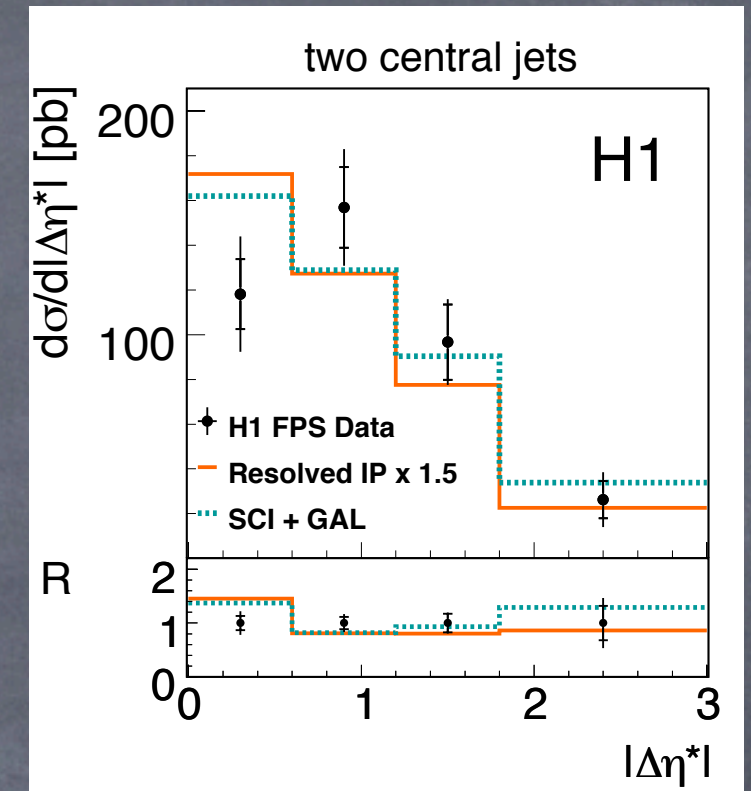 two central jets
dσ/d|Δη*| [pb]
200
100
H1
H1 FPS Data
Resolved IP x 1.5
SCI + GAL
R
2
1
0
0 1 2 3
|Δη*|